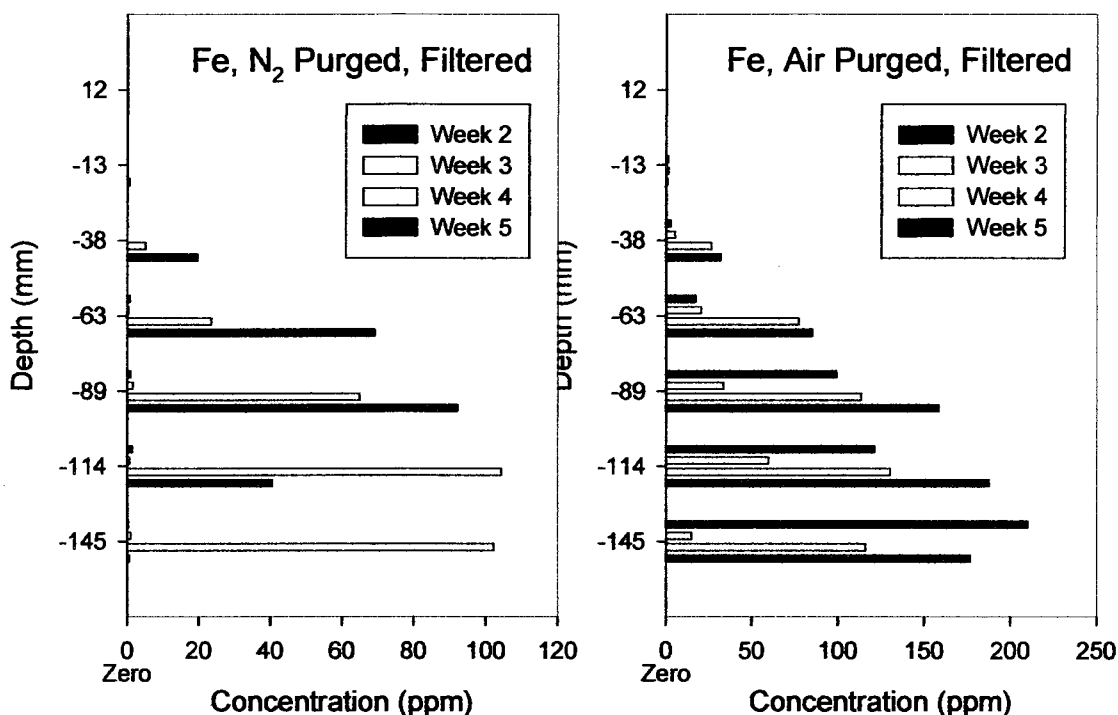 Fe, N₂ Purged, Filtered
Week 2
Week 3
Week 4
Week 5
Depth (mm)
12
-13
-38
-63
-89
-114
-145
0
20
40
60
80
100
120
Zero
Concentration (ppm)
Fe, Air Purged, Filtered
Week 2
Week 3
Week 4
Week 5
Depth (mm)
12
-13
-38
-63
-89
-114
-145
0
50
100
150
200
250
Zero
Concentration (ppm)